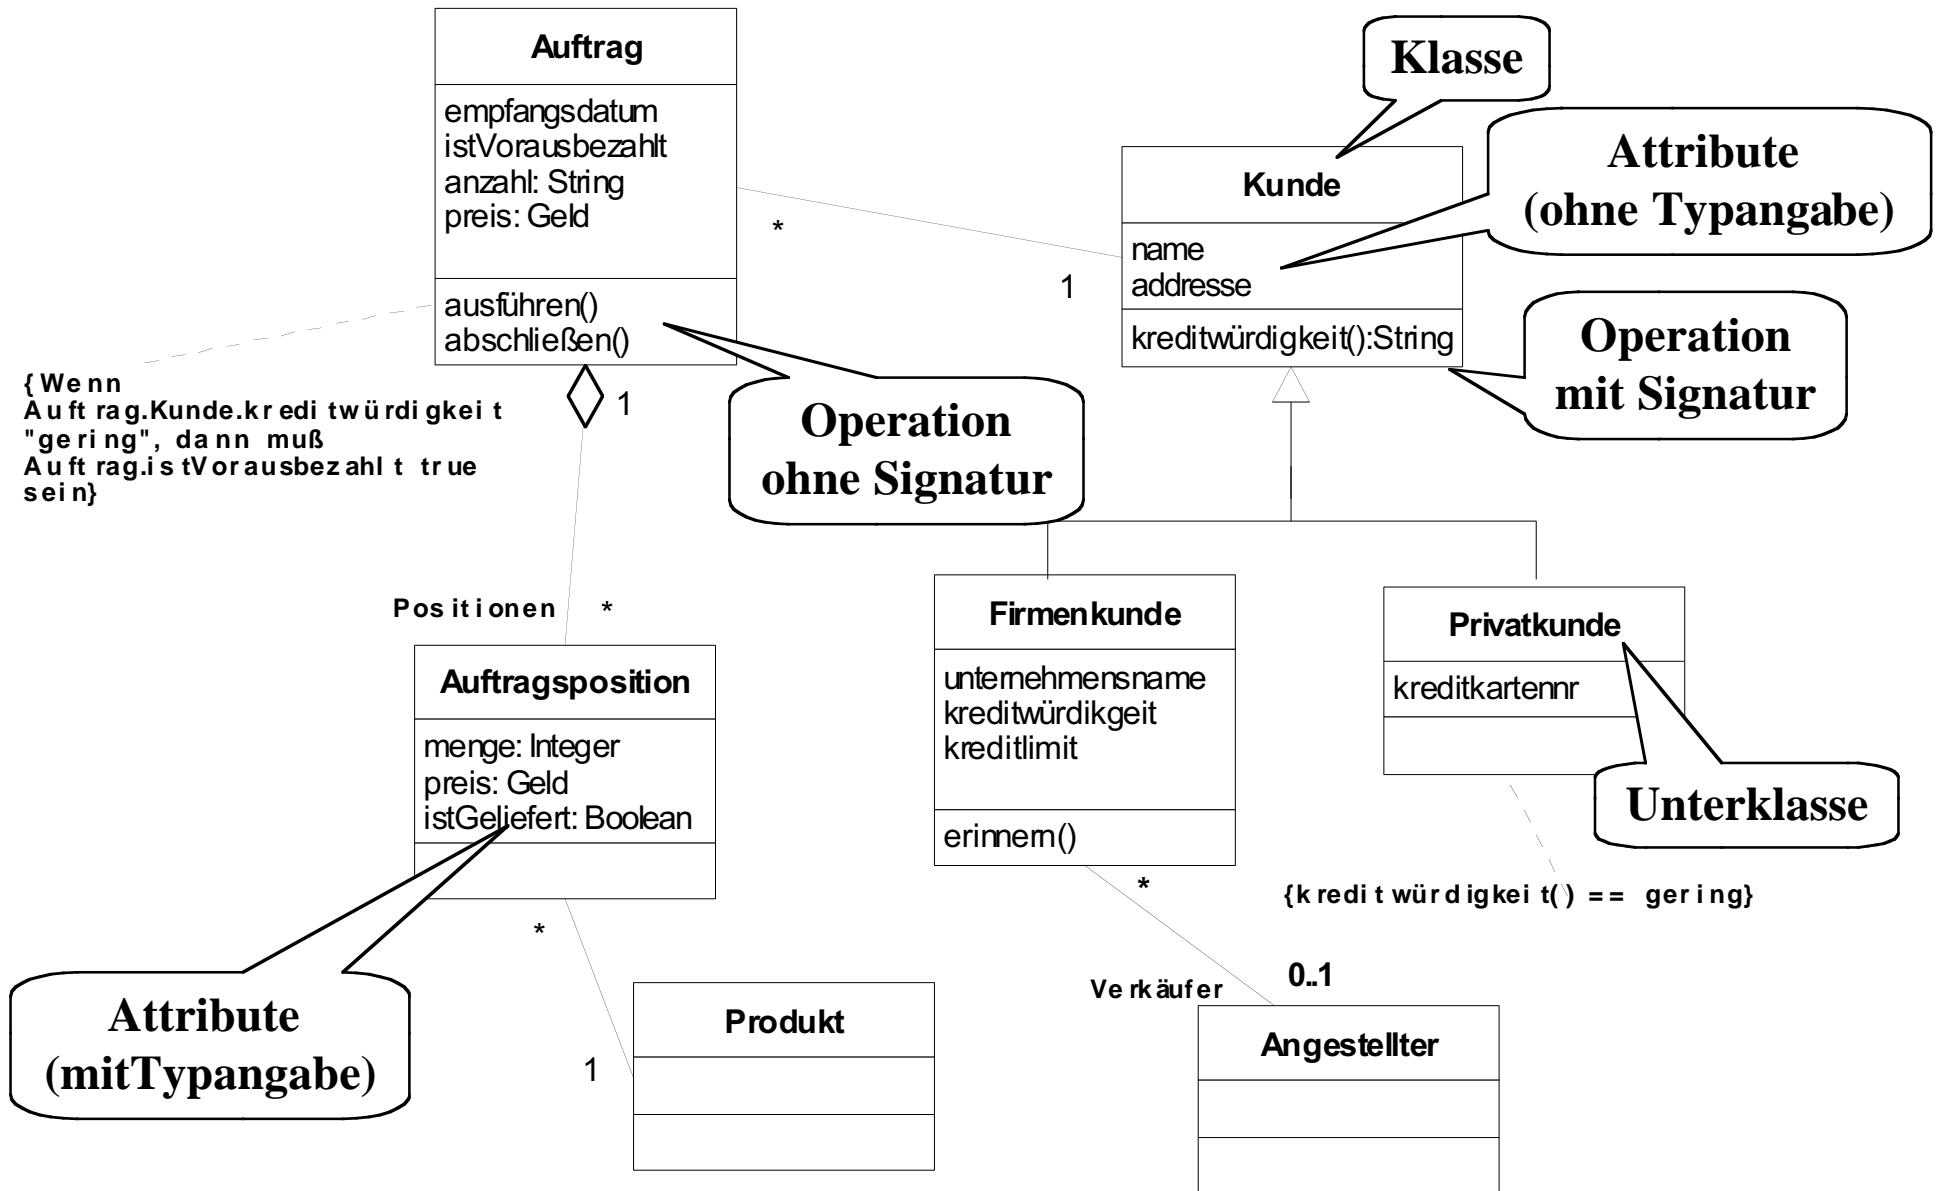 Auftrag
empfangsdatum
istVorausbezahlt
anzahl: String
preis: Geld
ausführen()
abschließen()
Klasse
Kunde
name
addresse
kreditwürdigkeit():String
Attribute
(ohne Typangabe)
Operation
mit Signatur
*
1
{Wenn
Auftrag.Kunde.kreditwürdigkeit
"gering", dann muß
Auftrag.istVorausbezahlt true
sein}
1
Operation
ohne Signatur
Positionen *
Auftragsposition
menge: Integer
preis: Geld
istGeliefert: Boolean
Firmenkunde
unternehmensname
kreditwürdikgeit
kreditlimit
erinnern()
Privatkunde
kreditkartennr
Unterklasse
{kreditwürdigkeit() == gering}
*
*
Verkäufer
0..1
Attribute
(mitTypangabe)
1
Produkt
Angestellter